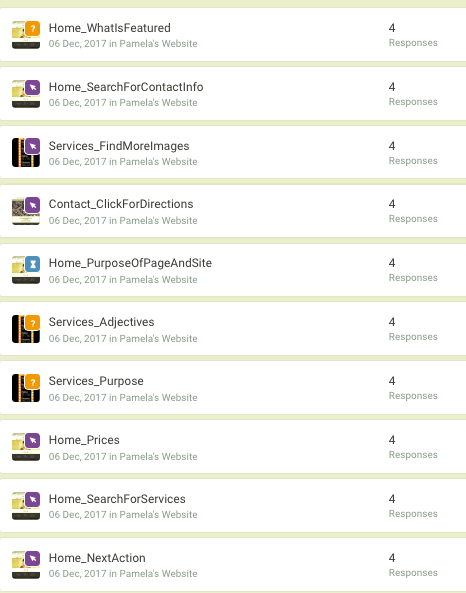 Home_WhatIsFeatured
4
06 Dec, 2017 in Pamela's Website
Responses
Home_SearchForContactInfo
4
06 Dec, 2017 in Pamela's Website
Responses
Services_FindMoreImages
4
06 Dec, 2017 in Pamela's Website
Responses
Contact_ClickForDirections
4
06 Dec, 2017 in Pamela's Website
Responses
Home_PurposeOfPageAndSite
4
06 Dec, 2017 in Pamela's Website
Responses
Services_Adjectives
4
06 Dec, 2017 in Pamela's Website
Responses
Services_Purpose
4
06 Dec, 2017 in Pamela's Website
Responses
Home_Prices
4
06 Dec, 2017 in Pamela's Website
Responses
Home_SearchForServices
4
06 Dec, 2017 in Pamela's Website
Responses
Home_NextAction
4
06 Dec, 2017 in Pamela's Website
Responses